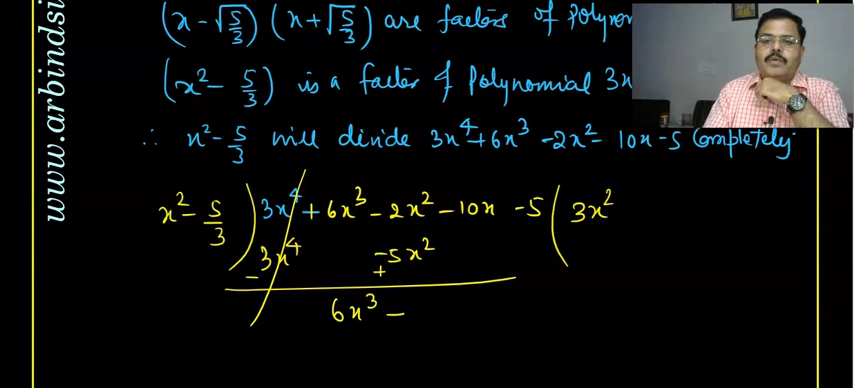 www.arbindsi
(x - √5/3) (x + √5/3) are factors of Polynom
(x² - 5/3) is a factor of Polynomial 3x
∴ x² - 5/3 will divide 3x⁴ + 6x³ - 2x² - 10x - 5 Completely.
x² - 5/3 ) 3x⁴ + 6x³ - 2x² - 10x - 5 ( 3x²
3x⁴ - 5x²
- +
6x³ -